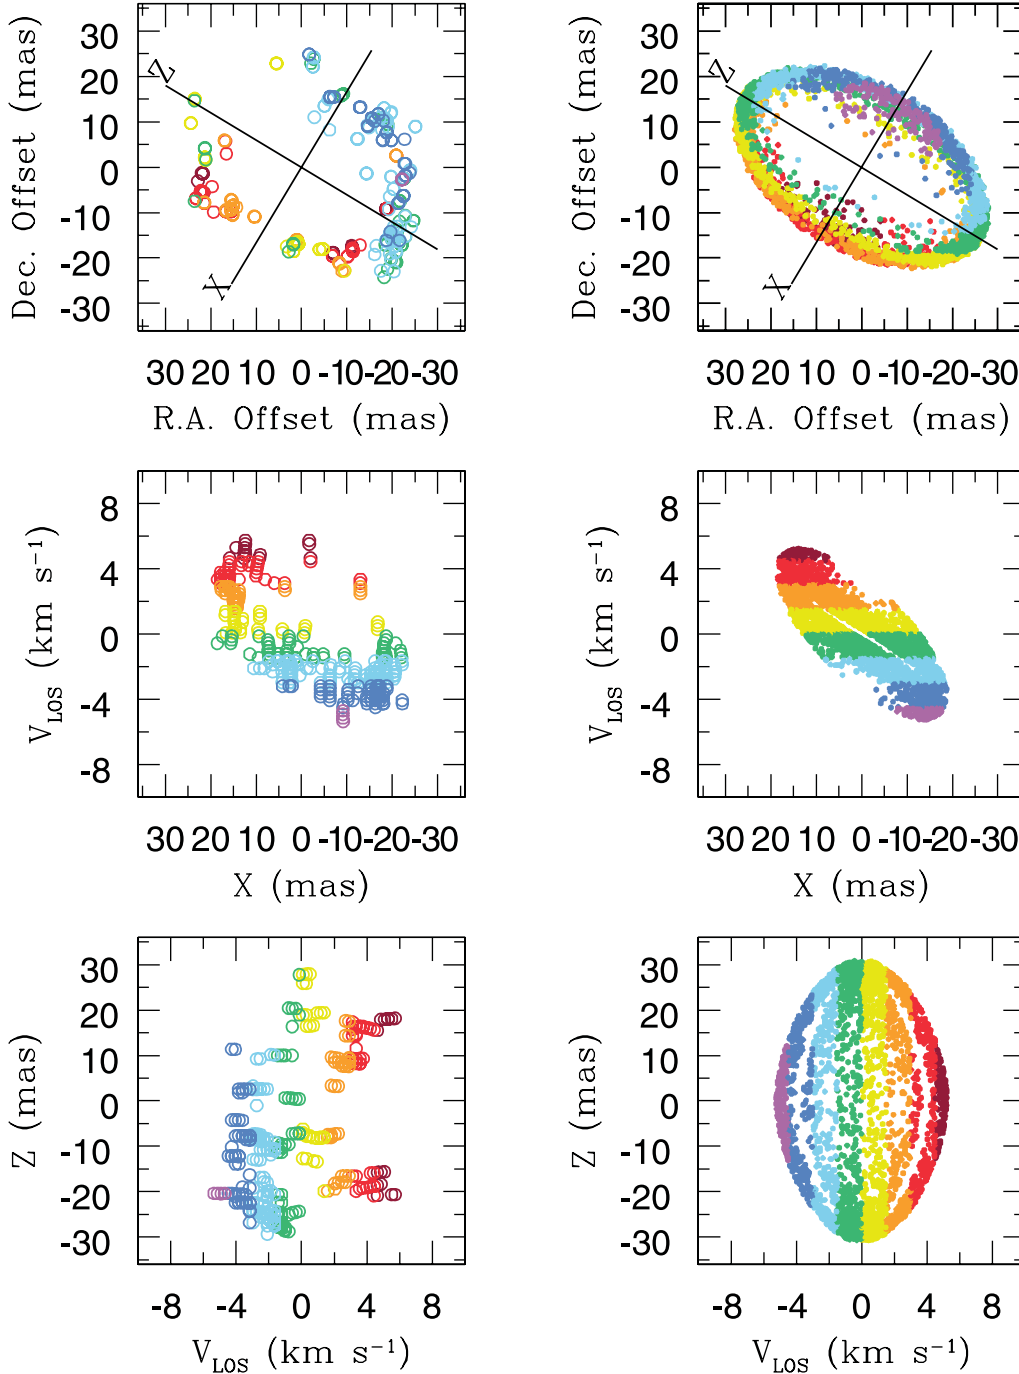 30
20
10
0
-10
-20
-30
Dec. Offset (mas)
Z
X
30 20 10 0 -10 -20 -30
R.A. Offset (mas)
30
20
10
0
-10
-20
-30
Dec. Offset (mas)
Z
X
30 20 10 0 -10 -20 -30
R.A. Offset (mas)
8
4
0
-4
-8
V_LOS (km s⁻¹)
30 20 10 0 -10 -20 -30
X (mas)
8
4
0
-4
-8
V_LOS (km s⁻¹)
30 20 10 0 -10 -20 -30
X (mas)
30
20
10
0
-10
-20
-30
Z (mas)
-8 -4 0 4 8
V_LOS (km s⁻¹)
30
20
10
0
-10
-20
-30
Z (mas)
-8 -4 0 4 8
V_LOS (km s⁻¹)